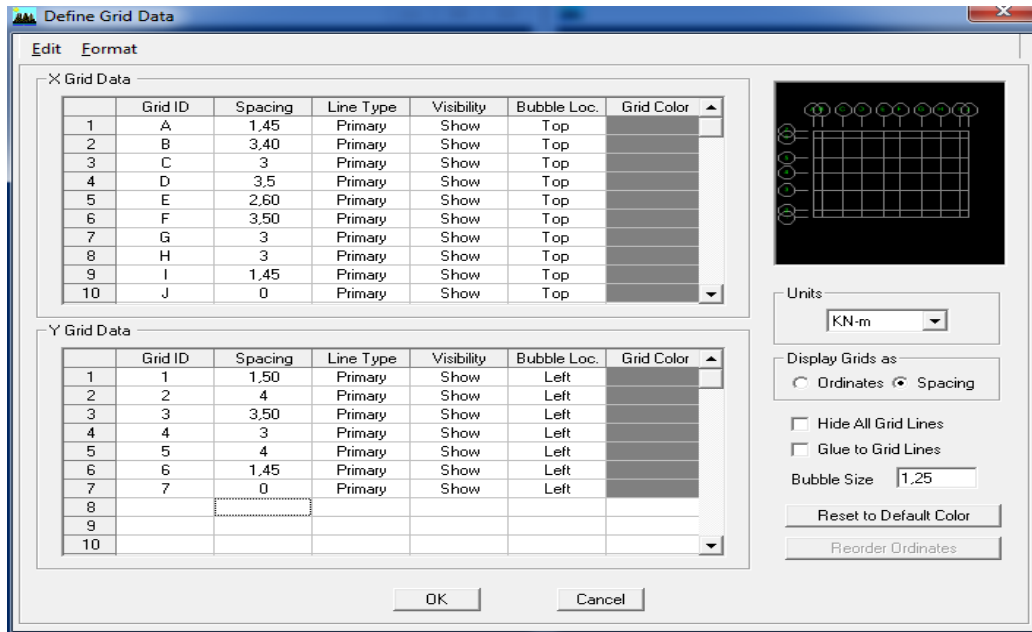 Define Grid Data
Edit Format
X Grid Data
Grid ID Spacing Line Type Visibility Bubble Loc. Grid Color
1 A 1,45 Primary Show Top
2 B 3,40 Primary Show Top
3 C 3 Primary Show Top
4 D 3,5 Primary Show Top
5 E 2,60 Primary Show Top
6 F 3,50 Primary Show Top
7 G 3 Primary Show Top
8 H 3 Primary Show Top
9 I 1,45 Primary Show Top
10 J 0 Primary Show Top
Y Grid Data
Grid ID Spacing Line Type Visibility Bubble Loc. Grid Color
1 1 1,50 Primary Show Left
2 2 4 Primary Show Left
3 3 3,50 Primary Show Left
4 4 3 Primary Show Left
5 5 4 Primary Show Left
6 6 1,45 Primary Show Left
7 7 0 Primary Show Left
8
9
10
Units
KN-m
Display Grids as
Ordinates Spacing
Hide All Grid Lines
Glue to Grid Lines
Bubble Size 1,25
Reset to Default Color
Reorder Ordinates
OK Cancel